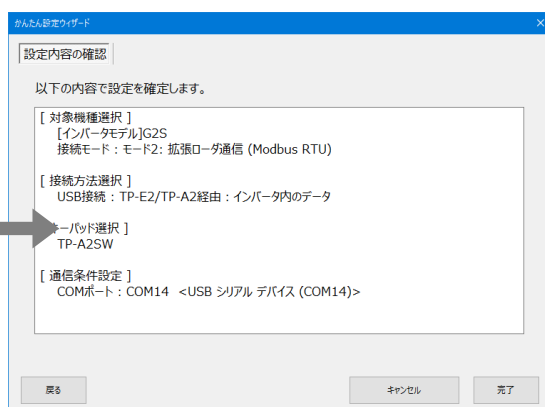 かんたん設定ウィザード
設定内容の確認
以下の内容で設定を確定します。
[ 対象機種選択 ]
[インバータモデル]G2S
接続モード : モード2: 拡張ローダ通信 (Modbus RTU)
[ 接続方法選択 ]
USB接続 : TP-E2/TP-A2経由 : インバータ内のデータ
ーパッド選択 ]
TP-A2SW
[ 通信条件設定 ]
COMポート : COM14 <USB シリアル デバイス (COM14)>
戻る
キャンセル
完了